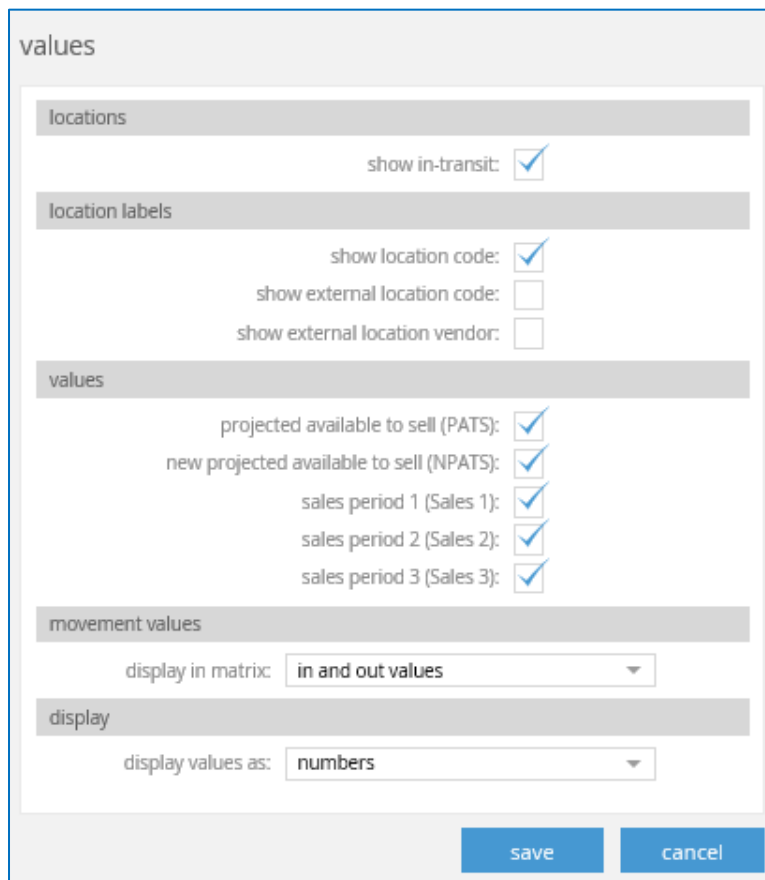 values
locations
show in-transit:
location labels
show location code:
show external location code:
show external location vendor:
values
projected available to sell (PATS):
new projected available to sell (NPATS):
sales period 1 (Sales 1):
sales period 2 (Sales 2):
sales period 3 (Sales 3):
movement values
display in matrix: in and out values
display
display values as: numbers
save cancel